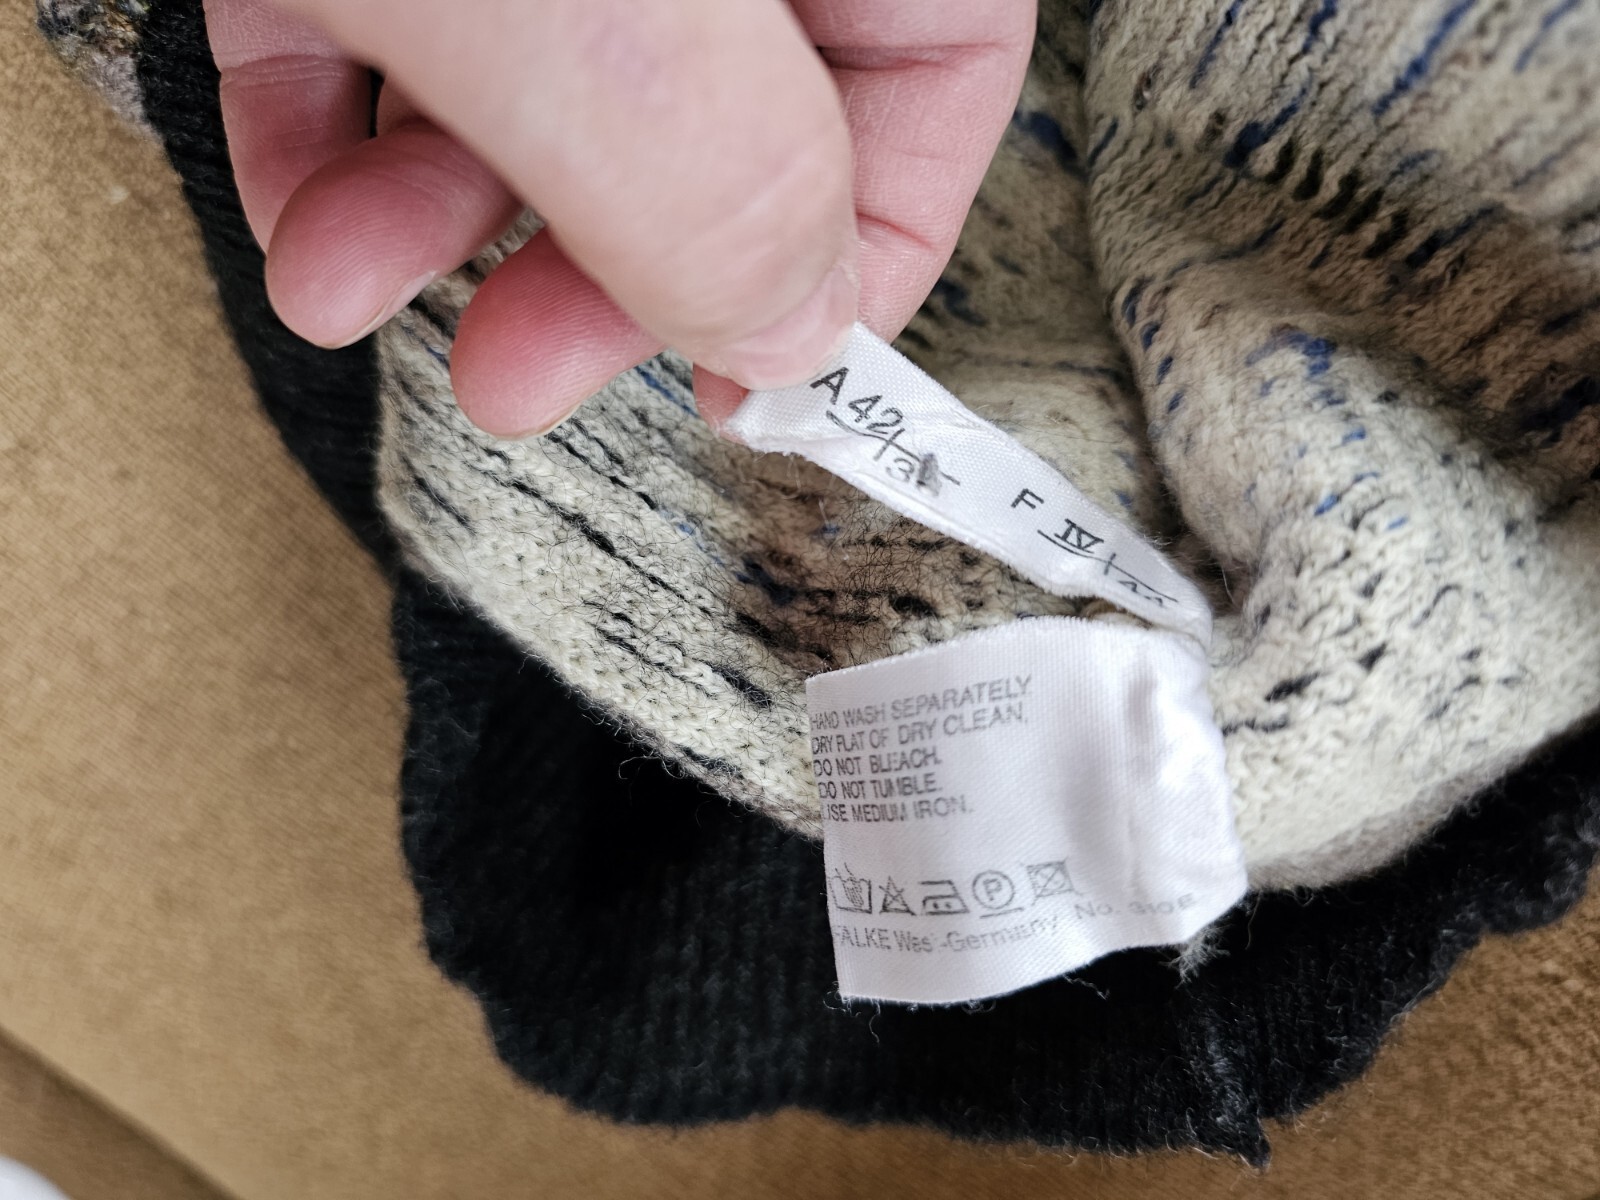 A 42/
F IV/
HAND WASH SEPARATELY
DRY FLAT OF DRY CLEAN,
DO NOT BLEACH.
DO NOT TUMBLE.
USE MEDIUM IRON.
P
FALKE West-Germany No. 310E